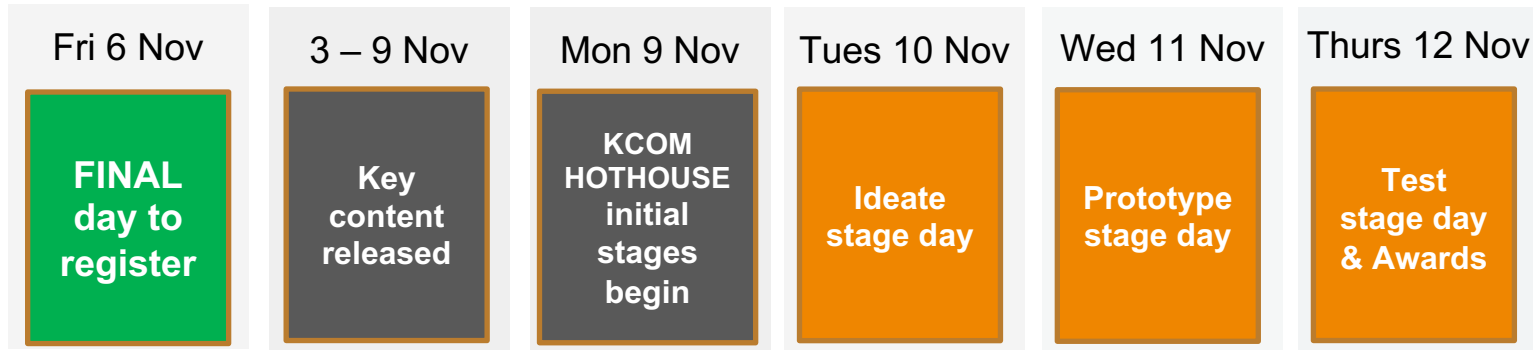 Fri 6 Nov
FINAL
day to
register
3 – 9 Nov
Key
content
released
Mon 9 Nov
KCOM
HOTHOUSE
initial
stages
begin
Tues 10 Nov
Ideate
stage day
Wed 11 Nov
Prototype
stage day
Thurs 12 Nov
Test
stage day
& Awards